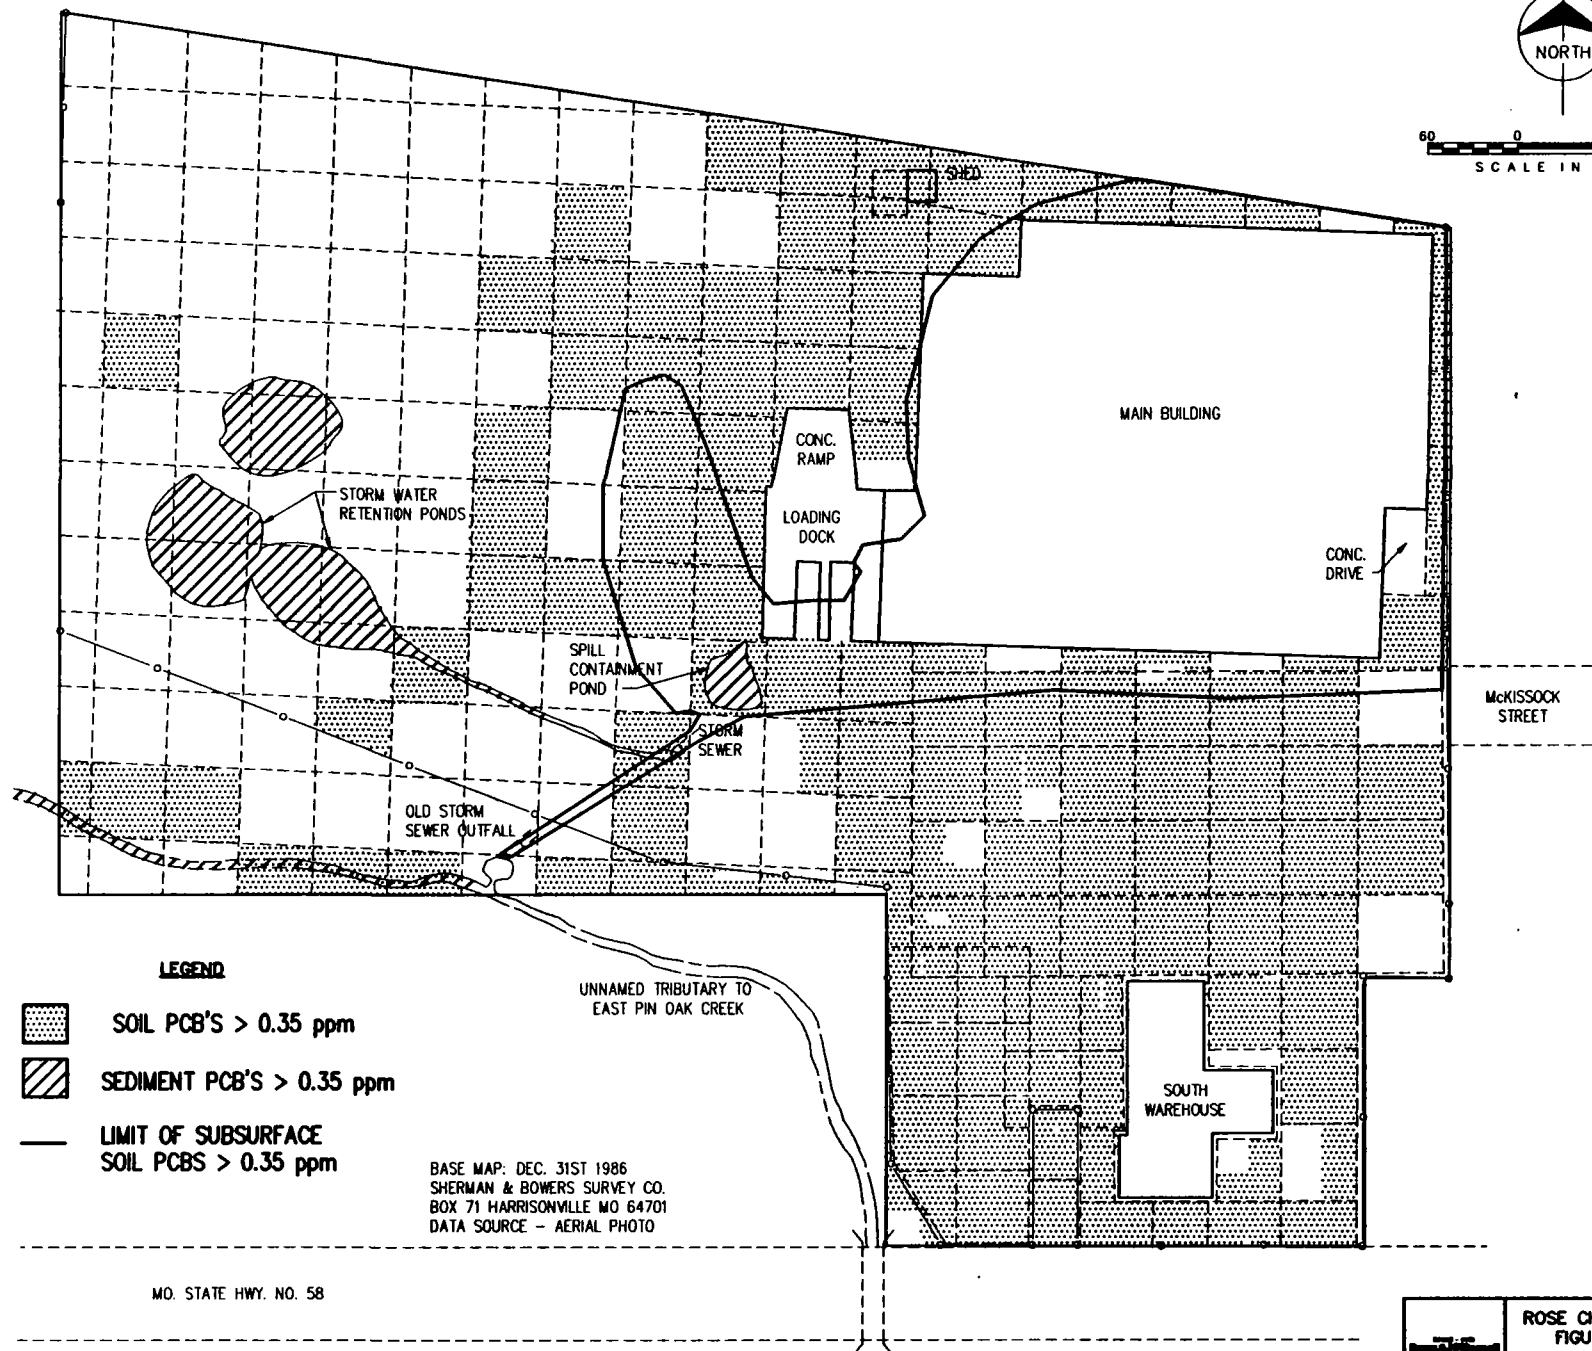 NORTH
60 0
SCALE IN
SHED
MAIN BUILDING
CONC.
RAMP
STORM WATER
RETENTION PONDS
LOADING
DOCK
CONC.
DRIVE
SPILL
CONTAINMENT
POND
McKISSOCK
STREET
STORM
SEWER
OLD STORM
SEWER OUTFALL
LEGEND
UNNAMED TRIBUTARY TO
EAST PIN OAK CREEK
SOIL PCB'S > 0.35 ppm
SEDIMENT PCB'S > 0.35 ppm
SOUTH
WAREHOUSE
LIMIT OF SUBSURFACE
SOIL PCBS > 0.35 ppm
BASE MAP: DEC. 31ST 1986
SHERMAN & BOWERS SURVEY CO.
BOX 71 HARRISONVILLE MO 64701
DATA SOURCE - AERIAL PHOTO
MO. STATE HWY. NO. 58
ROSE C
FIGU